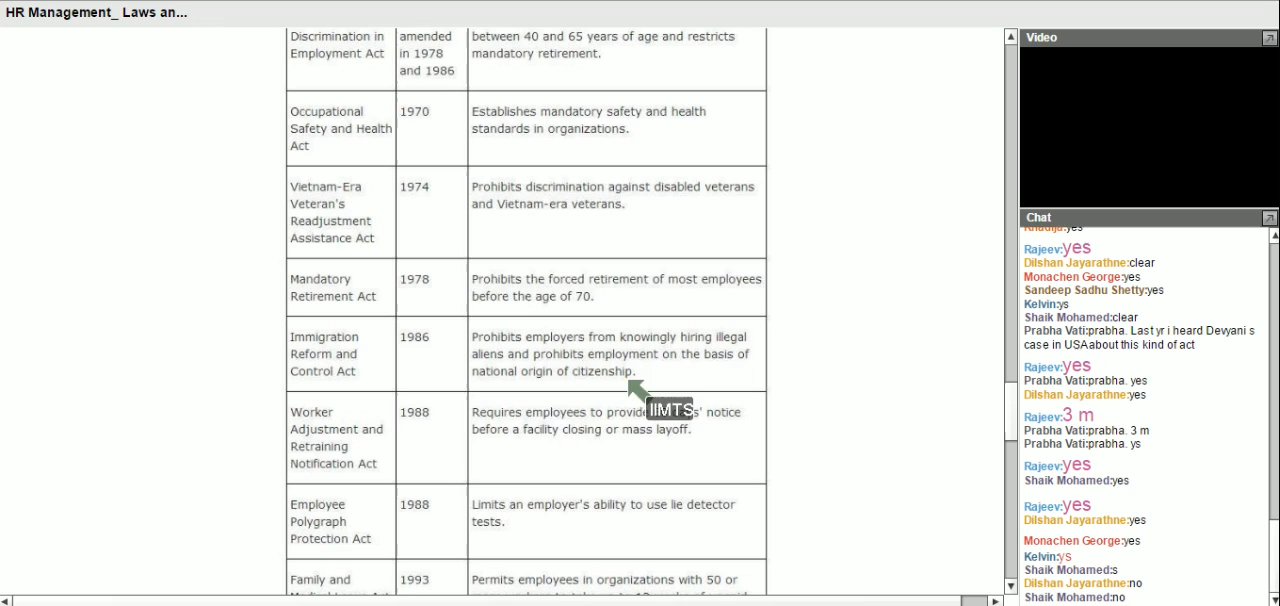 HR Management_ Laws an...
Discrimination in
Employment Act
amended
in 1978
and 1986
between 40 and 65 years of age and restricts
mandatory retirement.
Occupational
Safety and Health
Act
1970
Establishes mandatory safety and health
standards in organizations.
Vietnam-Era
Veteran's
Readjustment
Assistance Act
1974
Prohibits discrimination against disabled veterans
and Vietnam-era veterans.
Mandatory
Retirement Act
1978
Prohibits the forced retirement of most employees
before the age of 70.
Immigration
Reform and
Control Act
1986
Prohibits employers from knowingly hiring illegal
aliens and prohibits employment on the basis of
national origin of citizenship.
IIMTS
Worker
Adjustment and
Retraining
Notification Act
1988
Requires employees to provide notice
before a facility closing or mass layoff.
Employee
Polygraph
Protection Act
1988
Limits an employer's ability to use lie detector
tests.
Family and
1993
Permits employees in organizations with 50 or
Video
Chat
Khadija:yes
Rajeev:yes
Dilshan Jayarathne:clear
Monachen George:yes
Sandeep Sadhu Shetty:yes
Kelvin:ys
Shaik Mohamed:clear
Prabha Vati:prabha. Last yr i heard Devyani s
case in USAabout this kind of act
Rajeev:yes
Prabha Vati:prabha. yes
Dilshan Jayarathne:yes
Rajeev:3 m
Prabha Vati:prabha. 3 m
Prabha Vati:prabha. ys
Rajeev:yes
Shaik Mohamed:yes
Rajeev:yes
Dilshan Jayarathne:yes
Monachen George:yes
Kelvin:ys
Shaik Mohamed:s
Dilshan Jayarathne:no
Shaik Mohamed:no